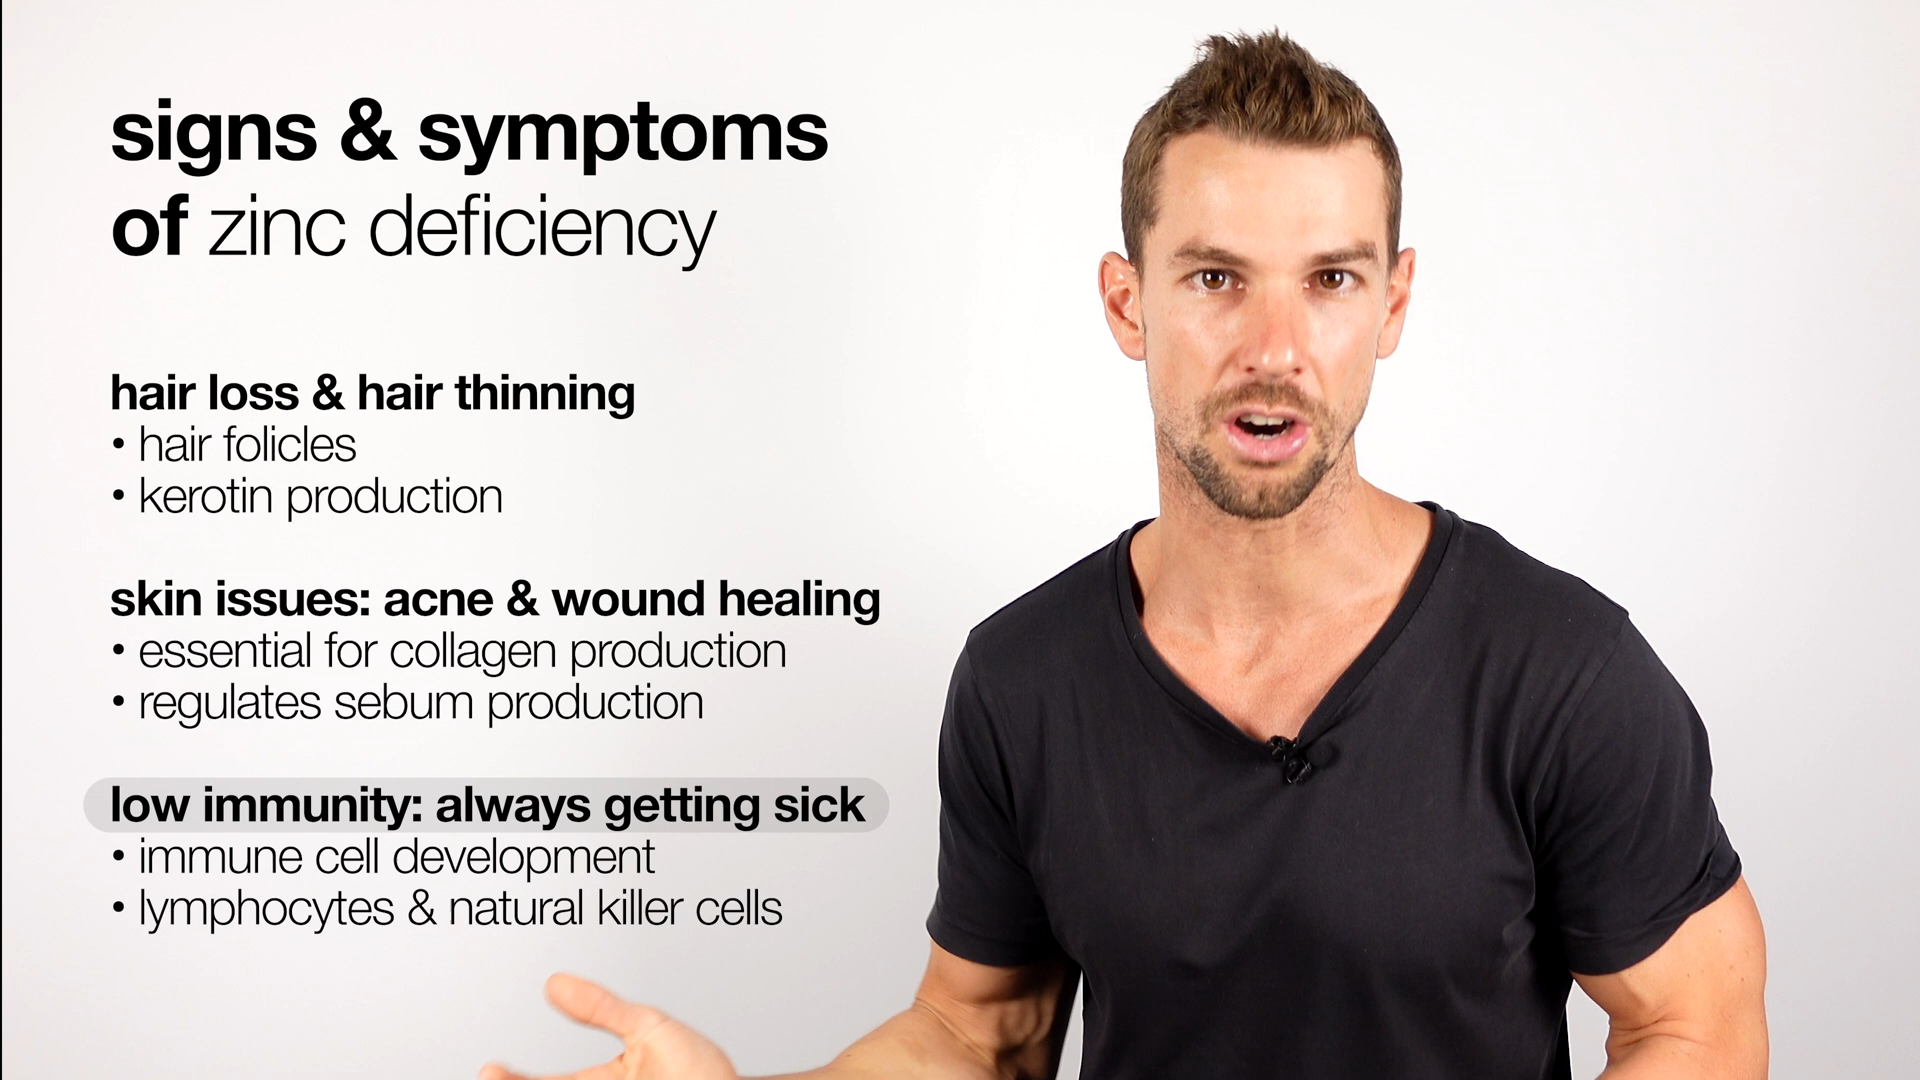 signs & symptoms
of zinc deficiency
hair loss & hair thinning
• hair folicles
• kerotin production
skin issues: acne & wound healing
• essential for collagen production
• regulates sebum production
low immunity: always getting sick
• immune cell development
• lymphocytes & natural killer cells